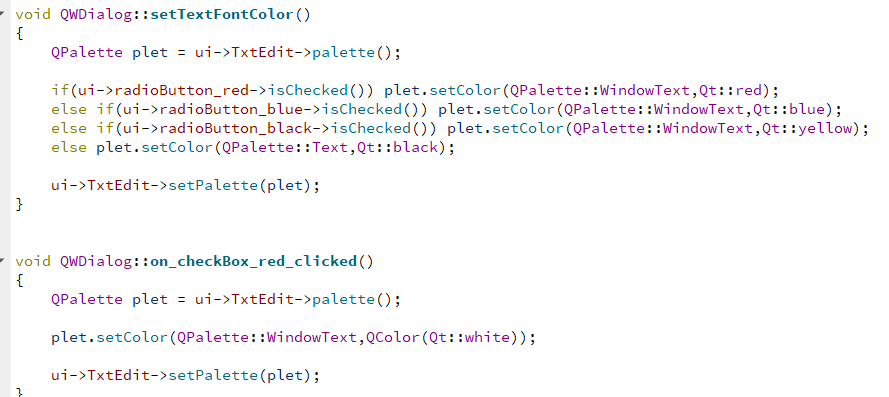 void QWDialog::setTextFontColor()
{
    QPalette plet = ui->TxtEdit->palette();

    if(ui->radioButton_red->isChecked()) plet.setColor(QPalette::WindowText,Qt::red);
    else if(ui->radioButton_blue->isChecked()) plet.setColor(QPalette::WindowText,Qt::blue);
    else if(ui->radioButton_black->isChecked()) plet.setColor(QPalette::WindowText,Qt::yellow);
    else plet.setColor(QPalette::Text,Qt::black);

    ui->TxtEdit->setPalette(plet);
}

void QWDialog::on_checkBox_red_clicked()
{
    QPalette plet = ui->TxtEdit->palette();

    plet.setColor(QPalette::WindowText,QColor(Qt::white));

    ui->TxtEdit->setPalette(plet);
}